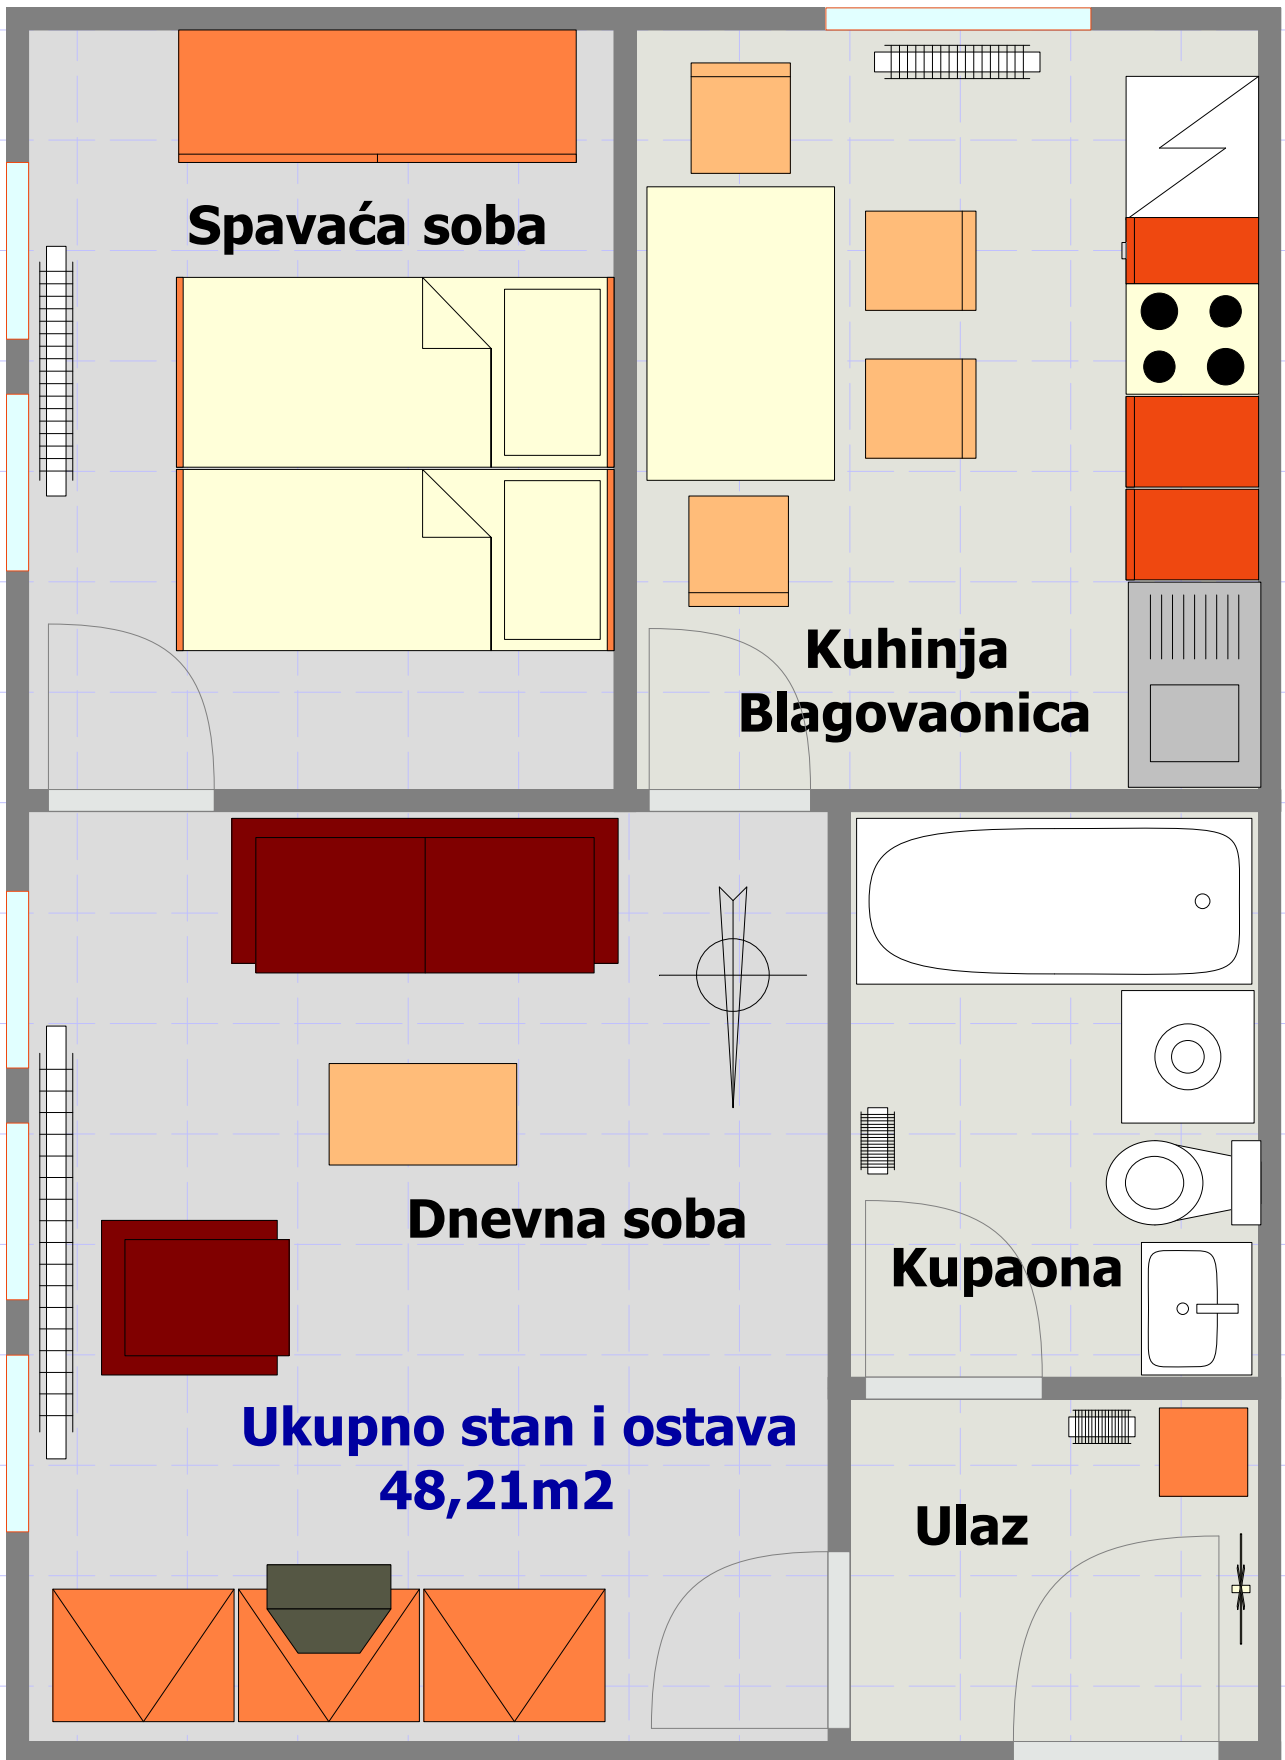 Spavaća soba
Kuhinja
Blagovaonica
Dnevna soba
Kupaona
Ukupno stan i ostava
48,21m2
Ulaz